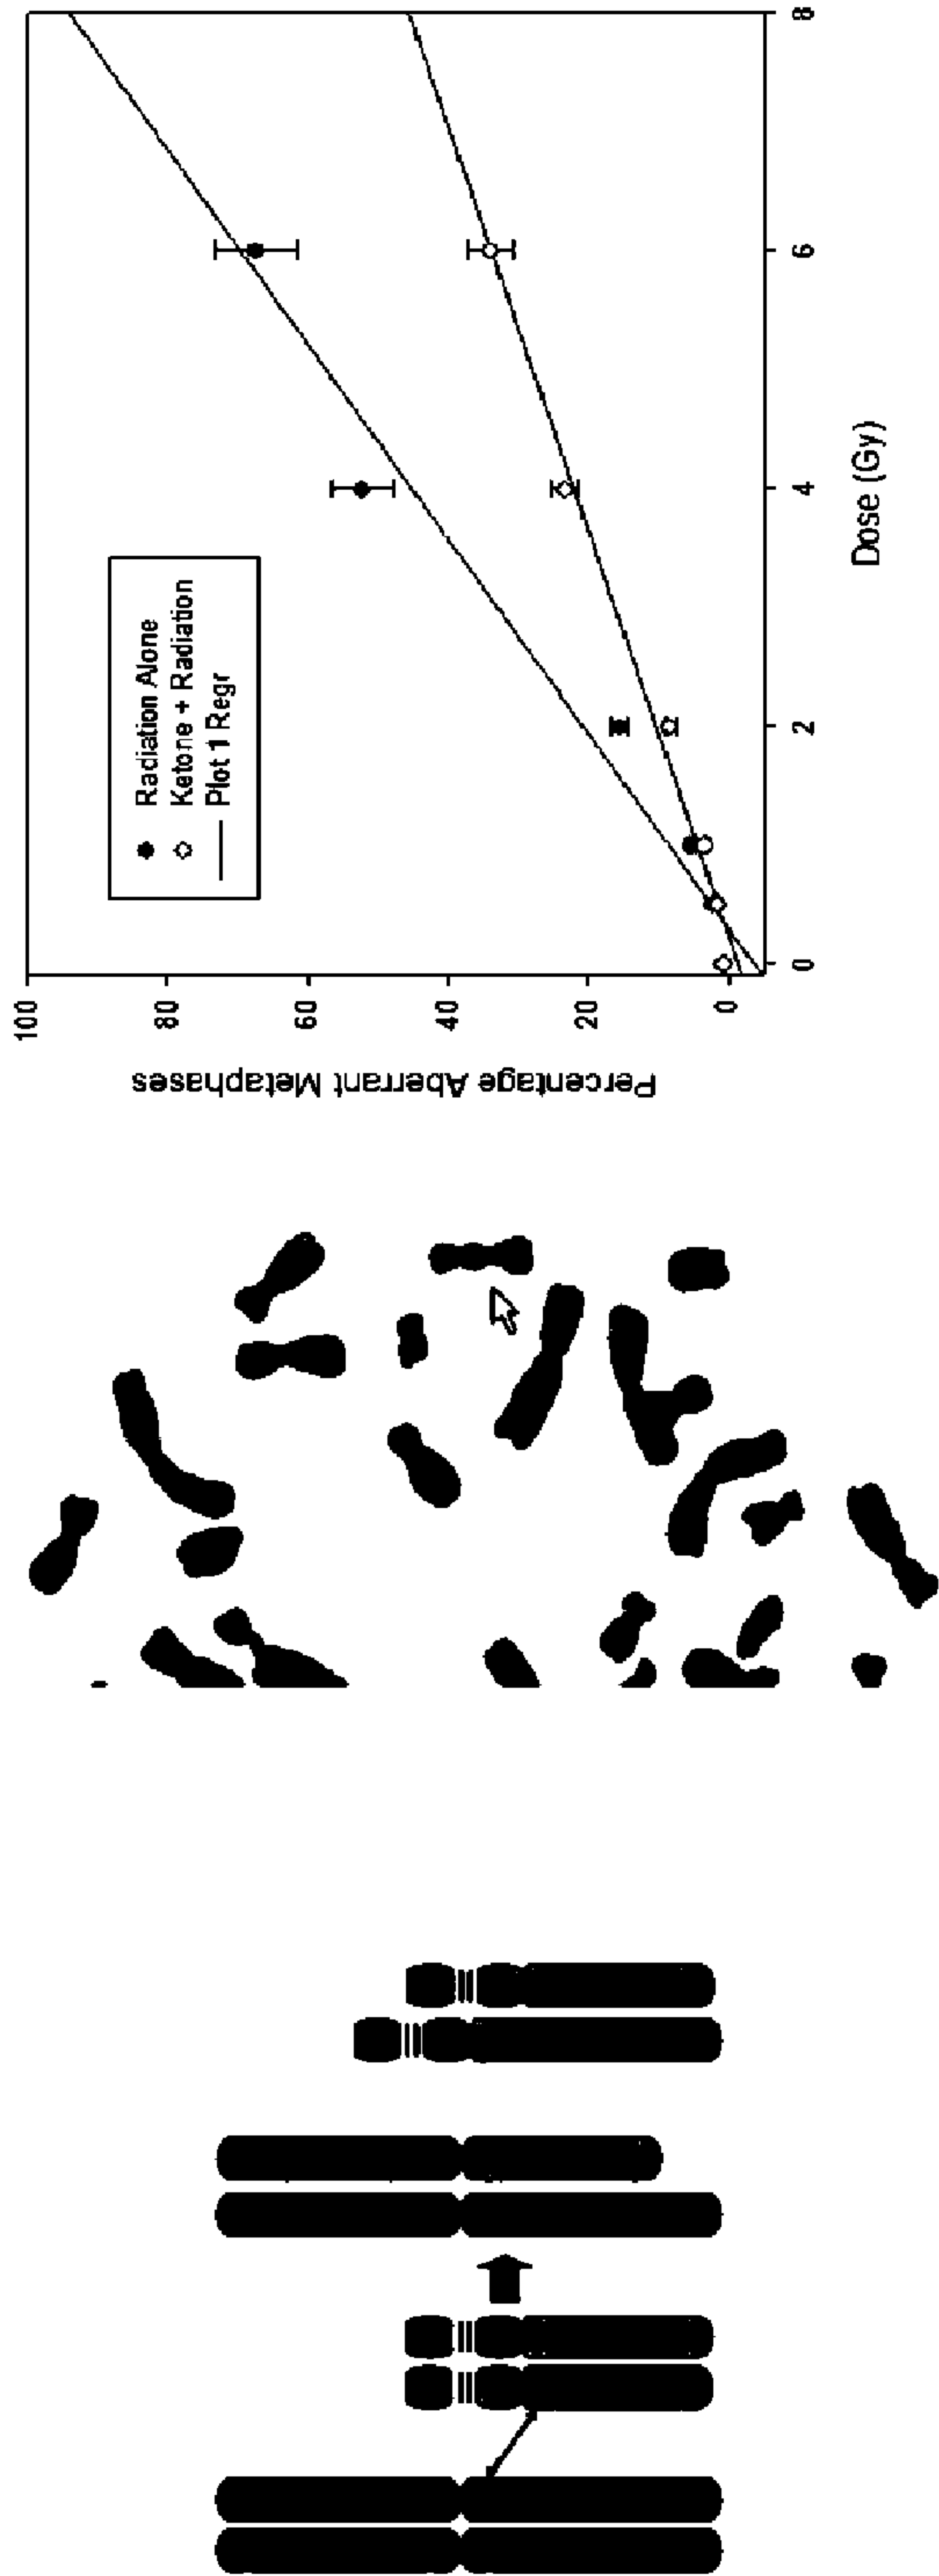 Percentage Aberrant Metaphases
100
80
60
40
20
0
Radiation Alone
Ketone + Radiation
Plot 1 Regr
0
2
4
6
8
Dose (Gy)